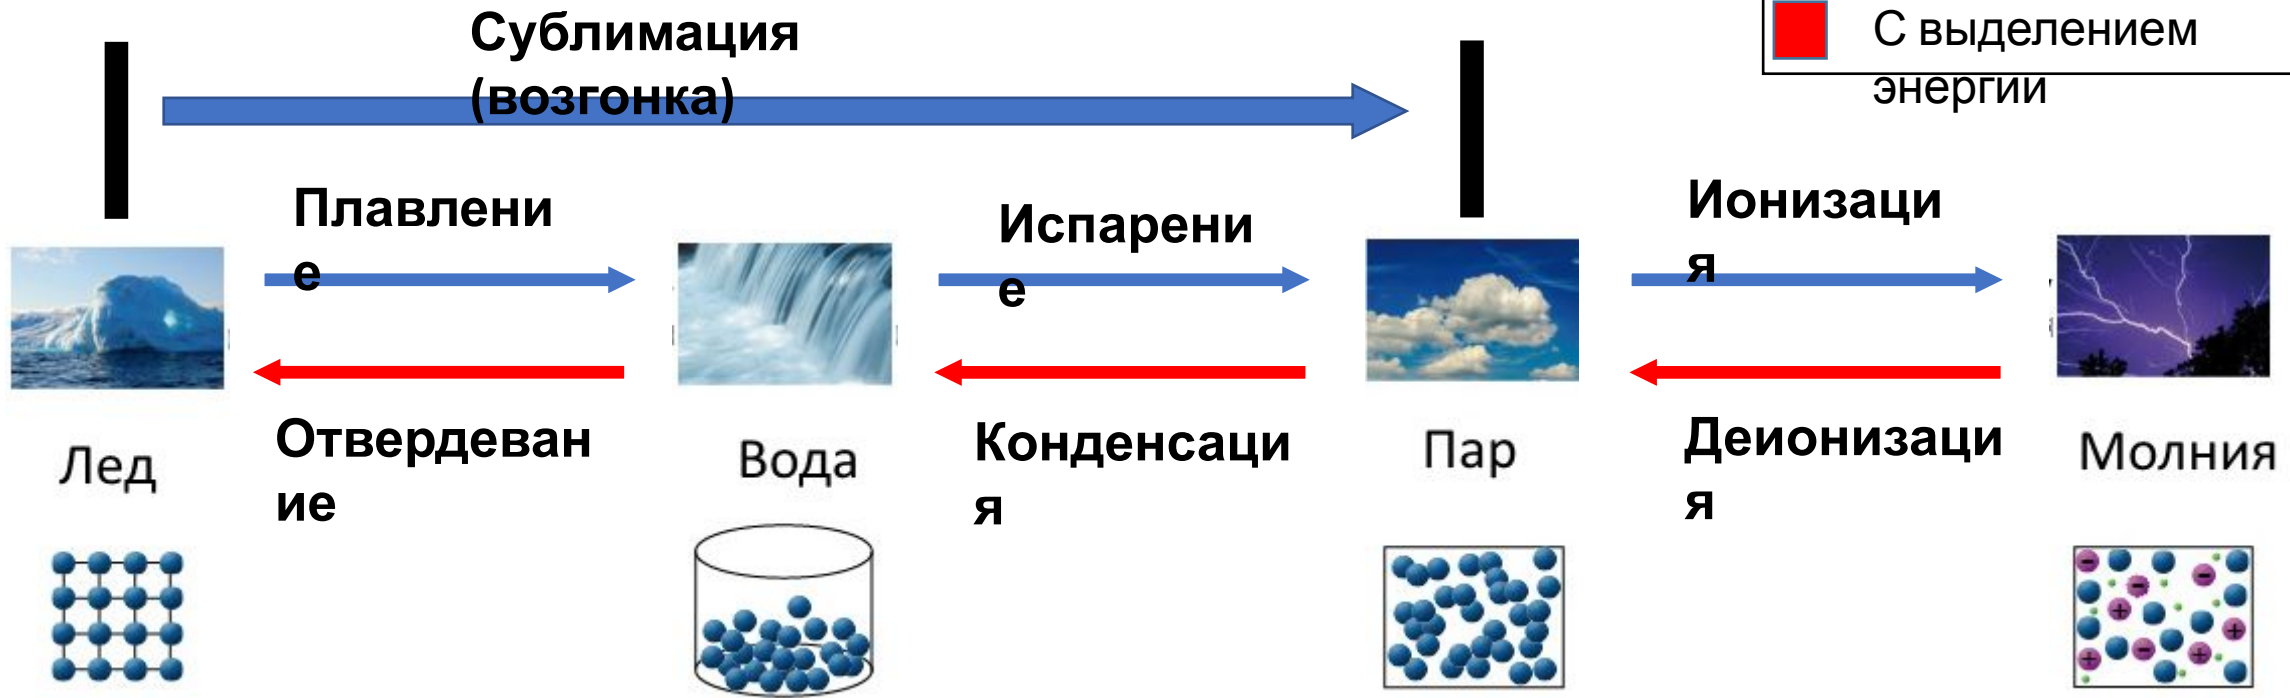 Сублимация
(возгонка)
С выделением
энергии
Плавлени
е
Испарени
е
Ионизаци
я
Отвердеван
ие
Конденсаци
я
Деионизаци
я
Лед
Вода
Пар
Молния